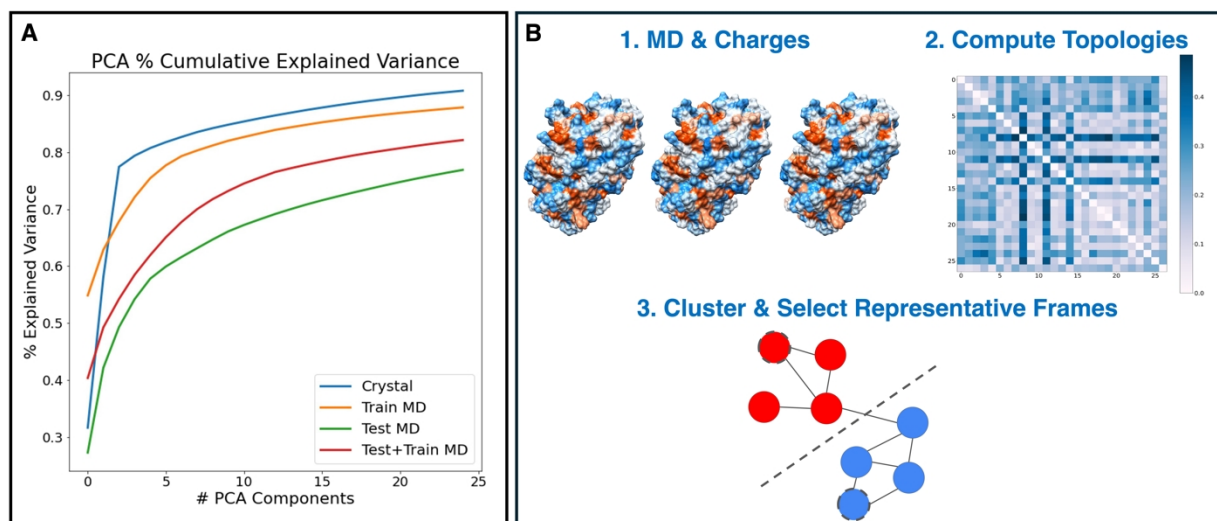 A
PCA % Cumulative Explained Variance
% Explained Variance
0.9
0.8
0.7
0.6
0.5
0.4
0.3
Crystal
Train MD
Test MD
Test+Train MD
0 5 10 15 20 25
# PCA Components
B
1. MD & Charges
2. Compute Topologies
0
5
10
15
20
25
0 5 10 15 20 25
0.4
0.3
0.2
0.1
0.0
3. Cluster & Select Representative Frames